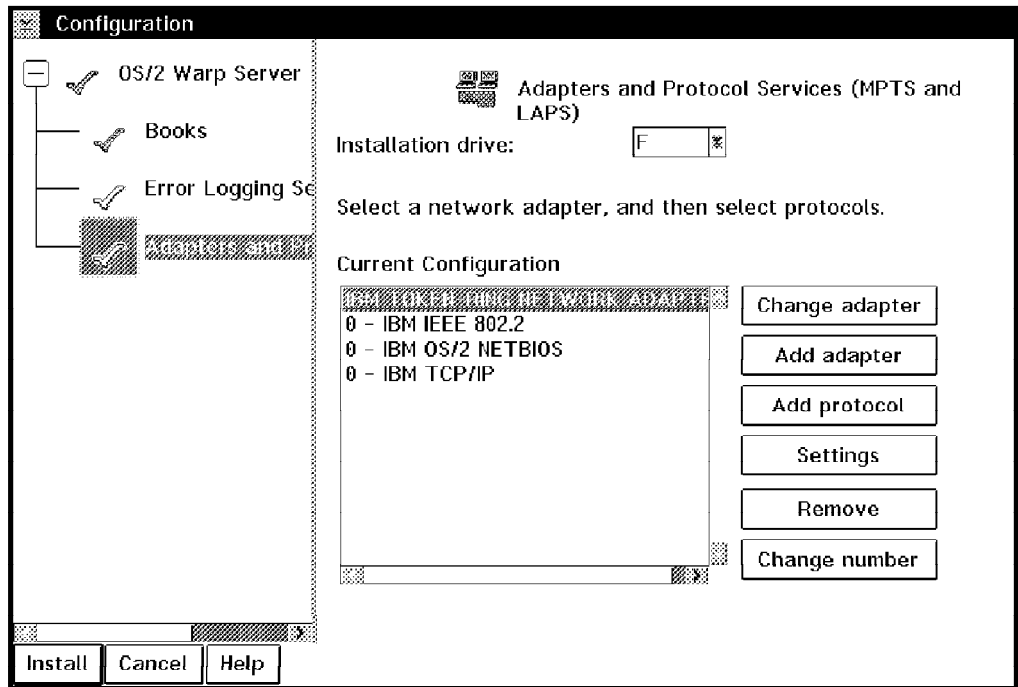 Configuration
OS/2 Warp Server
Books
Error Logging Se
Adapters and Pr
Adapters and Protocol Services (MPTS and
LAPS)
Installation drive:
F
Select a network adapter, and then select protocols.
Current Configuration
IBM TOKEN RING NETWORK ADAPTE
0 - IBM IEEE 802.2
0 - IBM OS/2 NETBIOS
0 - IBM TCP/IP
Change adapter
Add adapter
Add protocol
Settings
Remove
Change number
Install
Cancel
Help